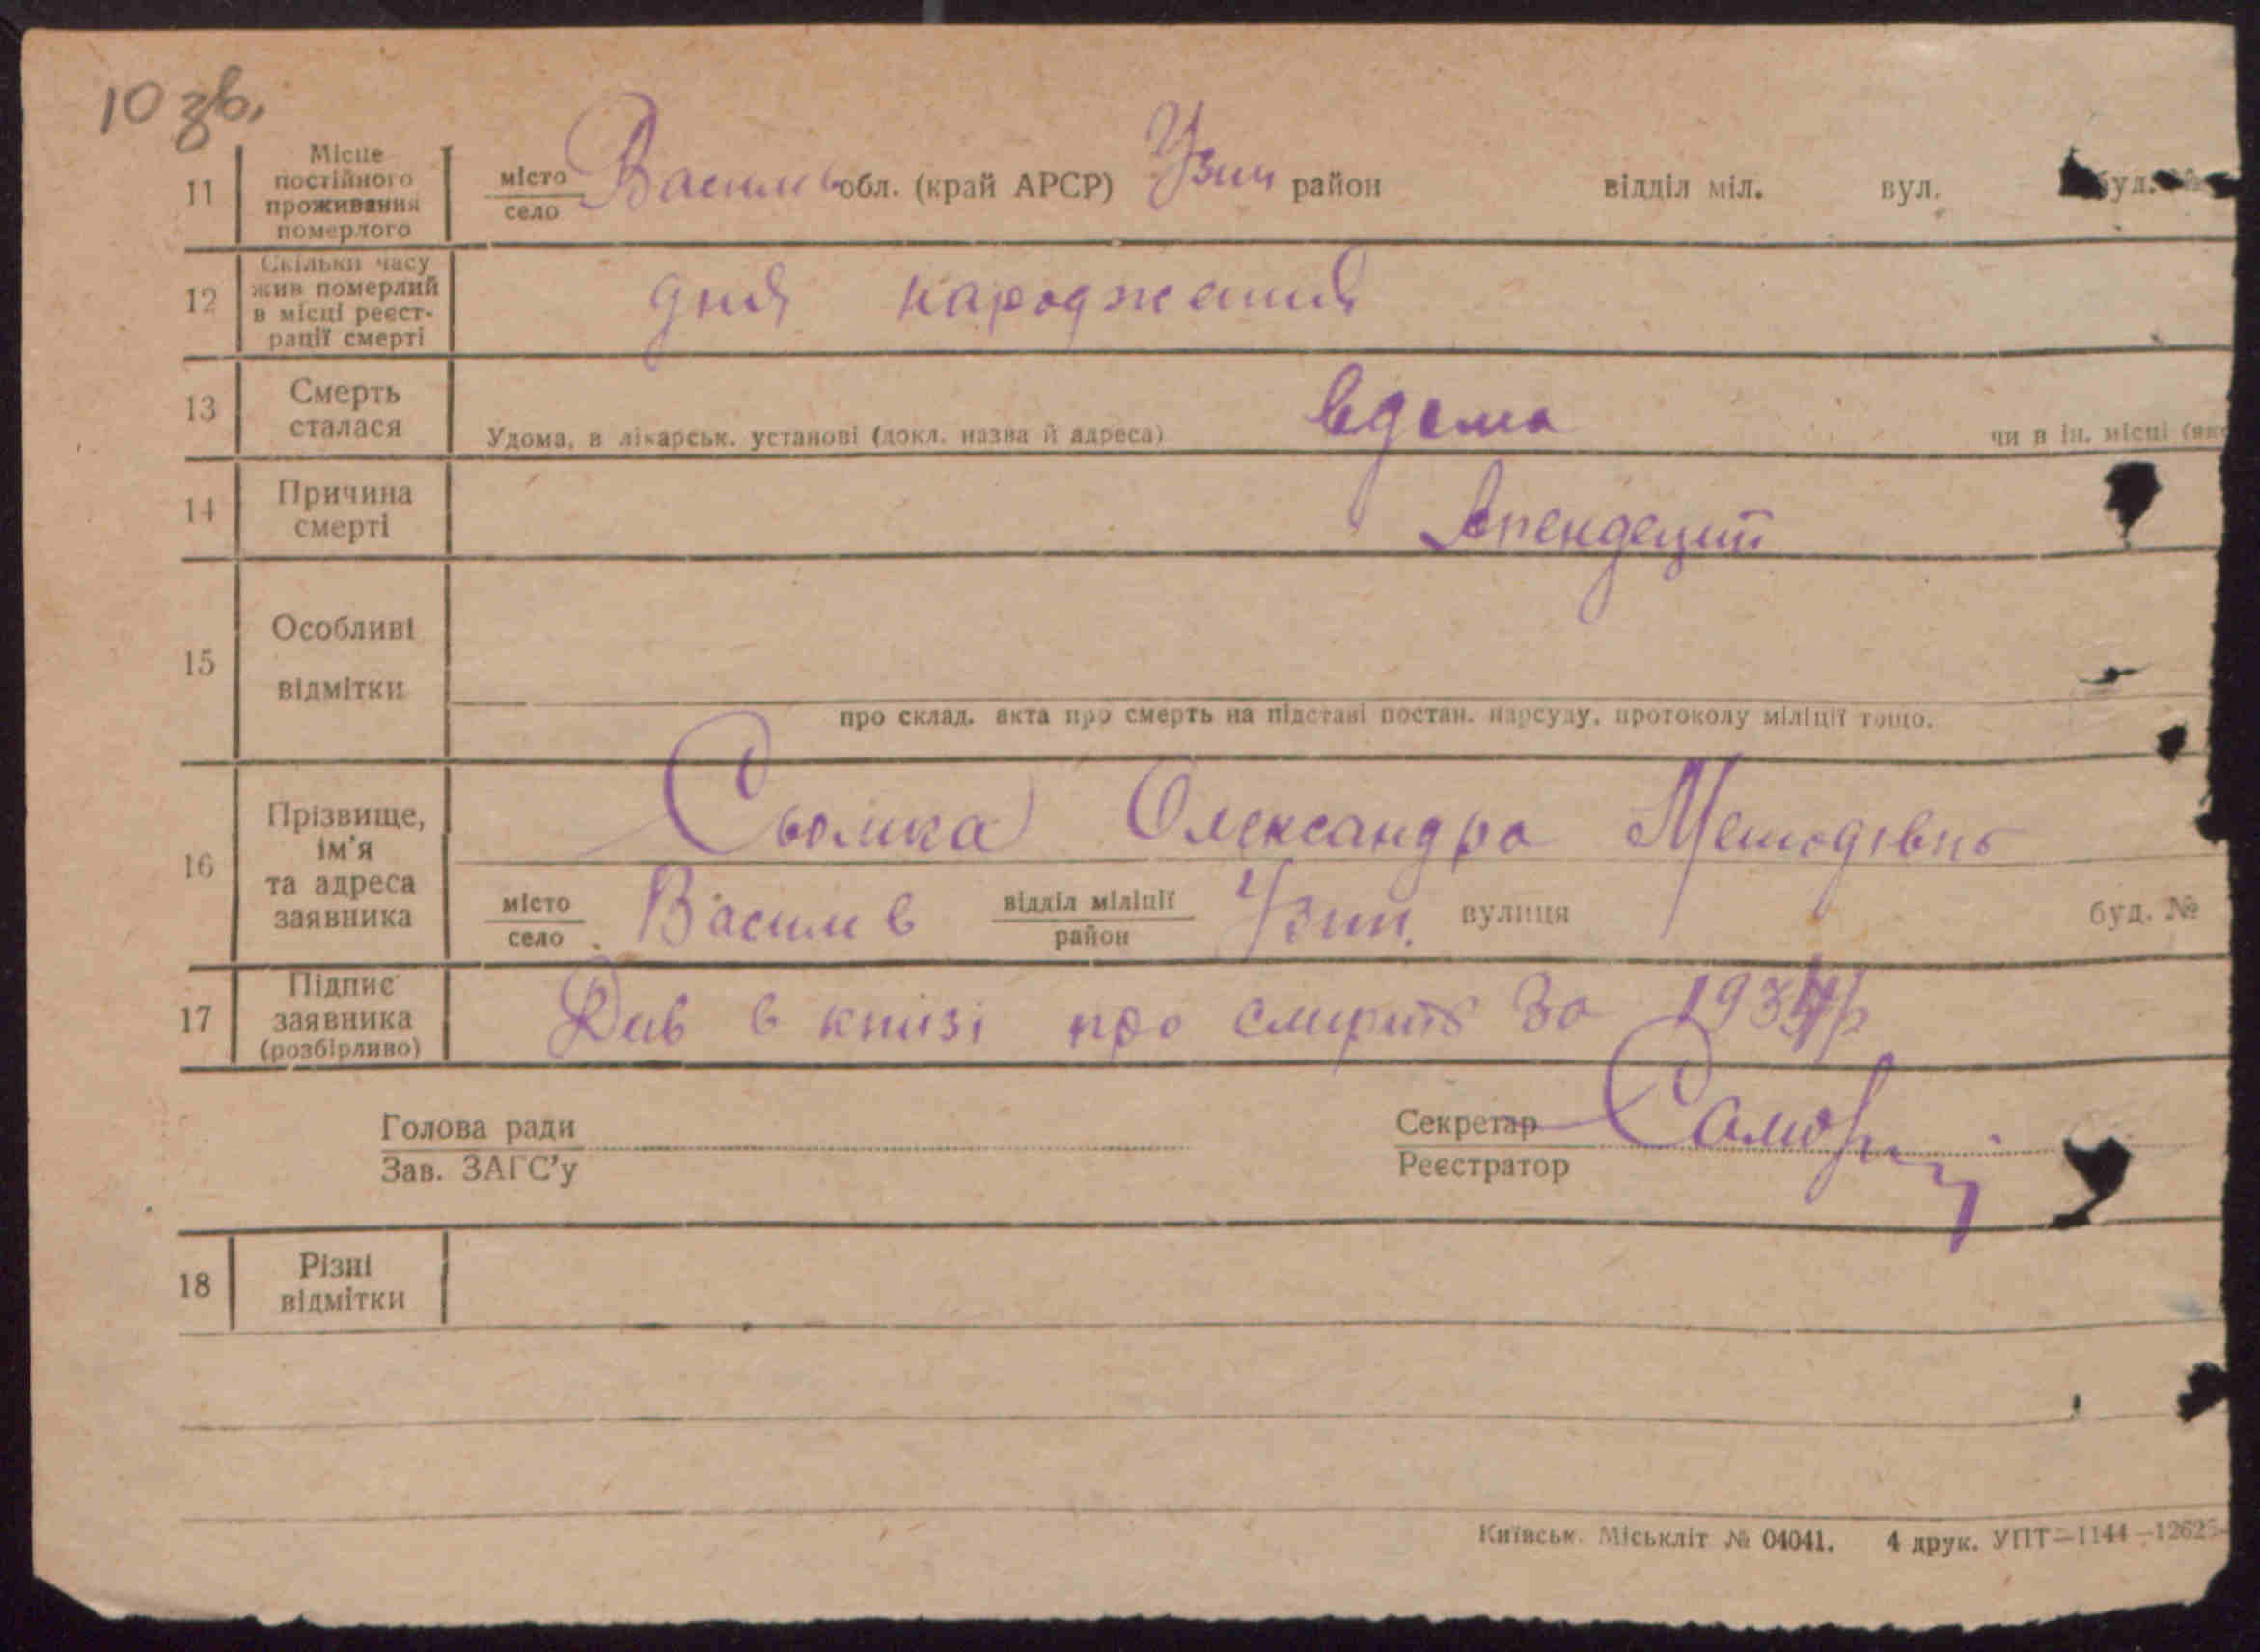 10 зв.
11 Місце постійного проживання померлого місто село Василів обл. (край АРСР) Узин район відділ міл. вул. буд.
12 Скільки часу жив померлий в місці реєстрації смерті дня народження
13 Смерть сталася Удома, в лікарськ. установі (докл. назва й адреса) вдома чи в ін. місці
14 Причина смерті Апендецит
15 Особливі відмітки
про склад. акта про смерть на підставі постан. нарсуду, протоколу міліції тощо.
16 Прізвище, ім'я та адреса заявника Сьомка Олександра Методівна
місто село Василив відділ міліції район Узин. вулиця буд. №
17 Підпис заявника (розбірливо) Див в книзі про смирть за
Голова ради Секретар
Зав. ЗАГС'у Реєстратор
18 Різні відмітки
Київськ. Міськліт № 04041. 4 друк. УПТ—1144—12625